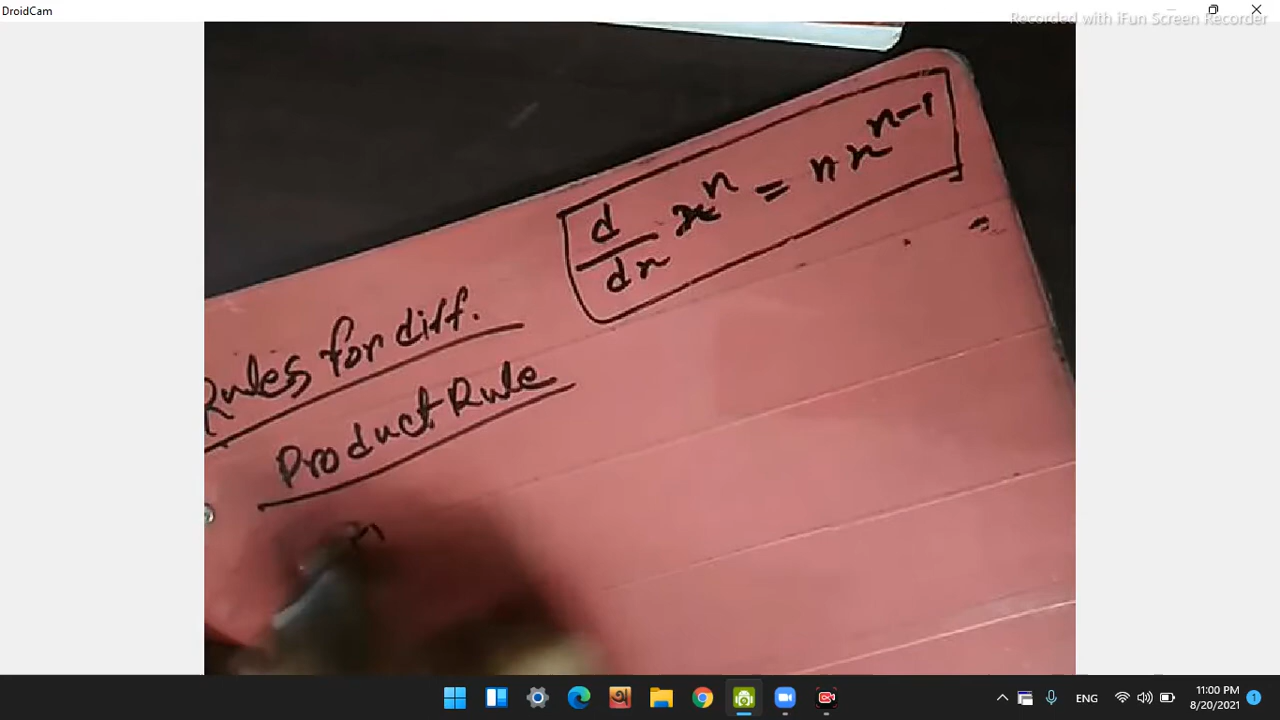 DroidCam
Recorded with iFun Screen Recorder
d/dx x^n = n x^{n-1}
Rules for diff.
Product Rule
অ
ENG
11:00 PM
8/20/2021
1